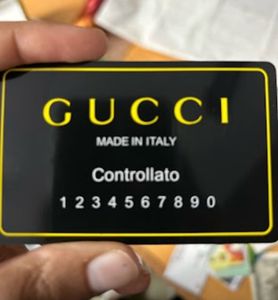 GUCCI
MADE IN ITALY
Controllato
1 2 3 4 5 6 7 8 9 0